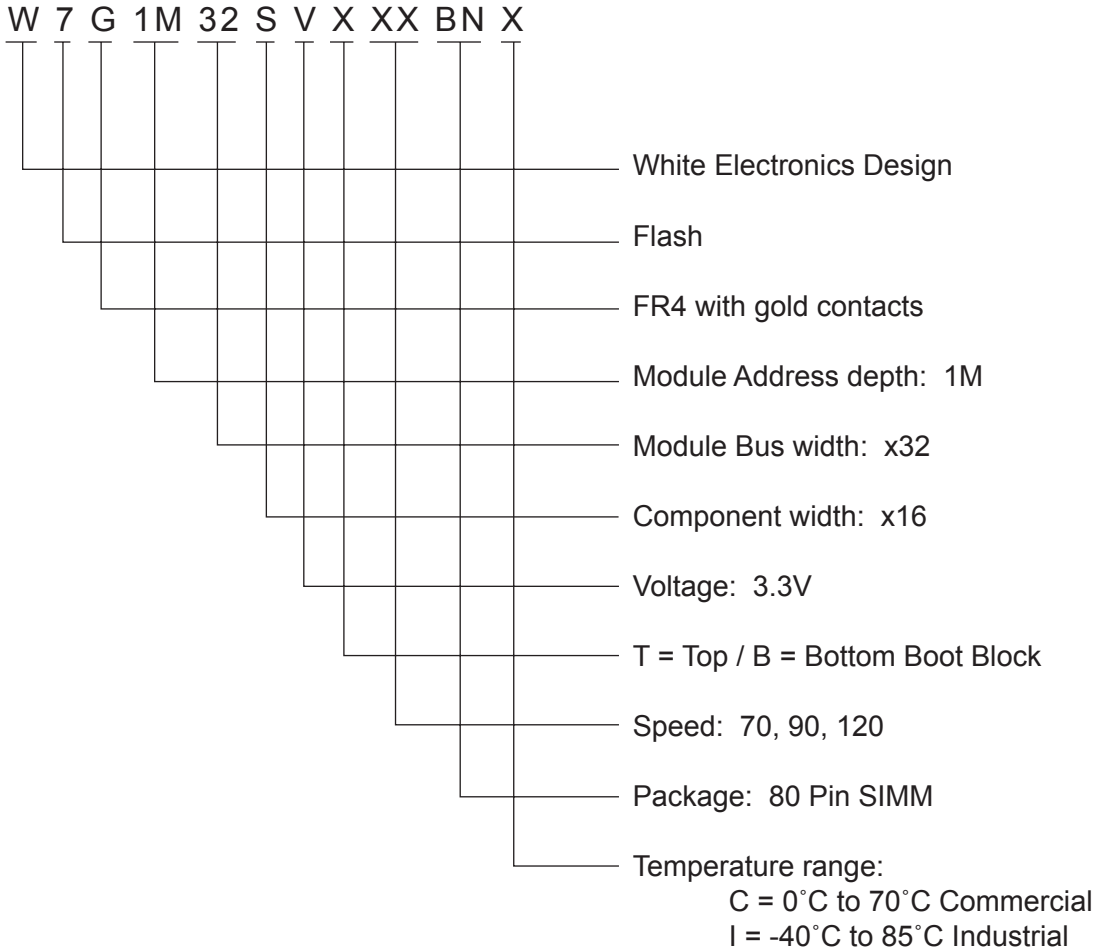 W 7 G 1M 32 S V X XX BN X
White Electronics Design
Flash
FR4 with gold contacts
Module Address depth: 1M
Module Bus width: x32
Component width: x16
Voltage: 3.3V
T = Top / B = Bottom Boot Block
Speed: 70, 90, 120
Package: 80 Pin SIMM
Temperature range:
C = 0˚C to 70˚C Commercial
I = -40˚C to 85˚C Industrial